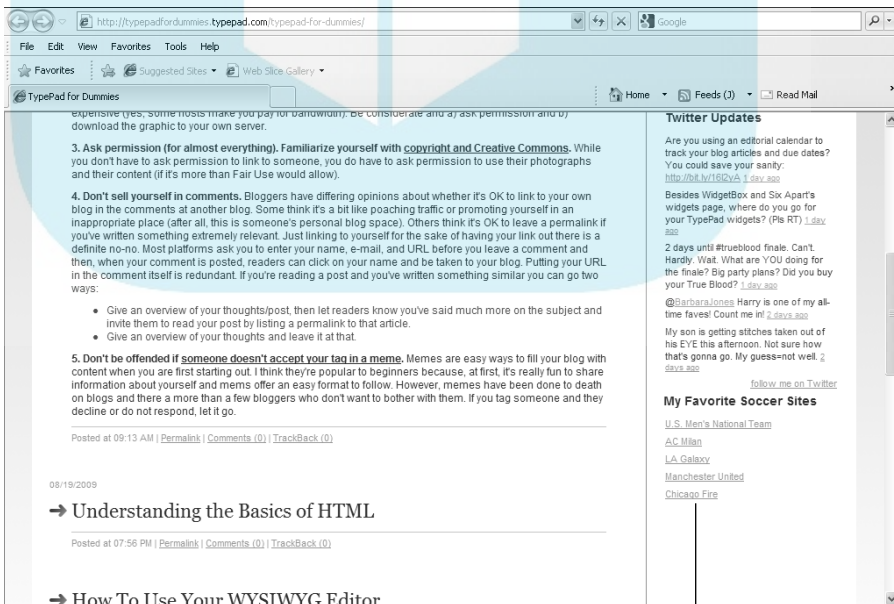 http://typepadfordummies.typepad.com/typepad-for-dummies/
Google
File Edit View Favorites Tools Help
Favorites Suggested Sites Web Slice Gallery
TypePad for Dummies
Home Feeds (J) Read Mail
expensive (yes, some hosts make you pay for bandwidth). Be considerate and a) ask permission and b)
download the graphic to your own server.
3. Ask permission (for almost everything). Familiarize yourself with copyright and Creative Commons. While
you don't have to ask permission to link to someone, you do have to ask permission to use their photographs
and their content (if it's more than Fair Use would allow).
4. Don't sell yourself in comments. Bloggers have differing opinions about whether it's OK to link to your own
blog in the comments at another blog. Some think it's a bit like poaching traffic or promoting yourself in an
inappropriate place (after all, this is someone's personal blog space). Others think it's OK to leave a permalink if
you've written something extremely relevant. Just linking to yourself for the sake of having your link out there is a
definite no-no. Most platforms ask you to enter your name, e-mail, and URL before you leave a comment and
then, when your comment is posted, readers can click on your name and be taken to your blog. Putting your URL
in the comment itself is redundant. If you're reading a post and you've written something similar you can go two
ways:
• Give an overview of your thoughts/post, then let readers know you've said much more on the subject and
invite them to read your post by listing a permalink to that article.
• Give an overview of your thoughts and leave it at that.
5. Don't be offended if someone doesn't accept your tag in a meme. Memes are easy ways to fill your blog with
content when you are first starting out. I think they're popular to beginners because, at first, it's really fun to share
information about yourself and mems offer an easy format to follow. However, memes have been done to death
on blogs and there a more than a few bloggers who don't want to bother with them. If you tag someone and they
decline or do not respond, let it go.
Posted at 09:13 AM | Permalink | Comments (0) | TrackBack (0)
08/19/2009
Understanding the Basics of HTML
Posted at 07:56 PM | Permalink | Comments (0) | TrackBack (0)
How To Use Your WYSIWYG Editor
Twitter Updates
Are you using an editorial calendar to
track your blog articles and due dates?
You could save your sanity:
http://bit.ly/16I2yA 1 day ago
Besides WidgetBox and Six Apart's
widgets page, where do you go for
your TypePad widgets? (Pls RT) 1 day
ago
2 days until #trueblood finale. Can't.
Hardly. Wait. What are YOU doing for
the finale? Big party plans? Did you buy
your True Blood? 1 day ago
@BarbaraJones Harry is one of my all-
time faves! Count me in! 2 days ago
My son is getting stitches taken out of
his EYE this afternoon. Not sure how
that's gonna go. My guess=not well. 2
days ago
follow me on Twitter
My Favorite Soccer Sites
U.S. Men's National Team
AC Milan
LA Galaxy
Manchester United
Chicago Fire